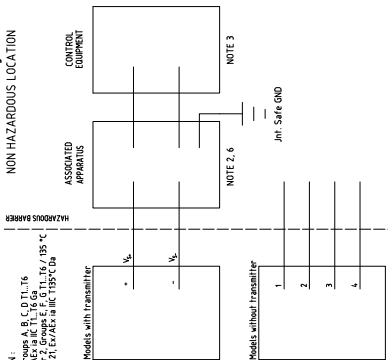 NON HAZARDOUS LOCATION
CONTROL
EQUIPMENT
NOTE 3
ASSOCIATED
APPARATUS
NOTE 2, 6
Int. Safe GND
HAZARDOUS BARRIER
N :
oups A, B, C, D T1...T6
AEx ia IIC T1...T6 Ga
2, Groups E, F, G T1...T6 / 135 °C
21, Ex/AEx ia IIIC T135°C Da
Models with transmitter
+
-
Models without transmitter
1
2
3
4